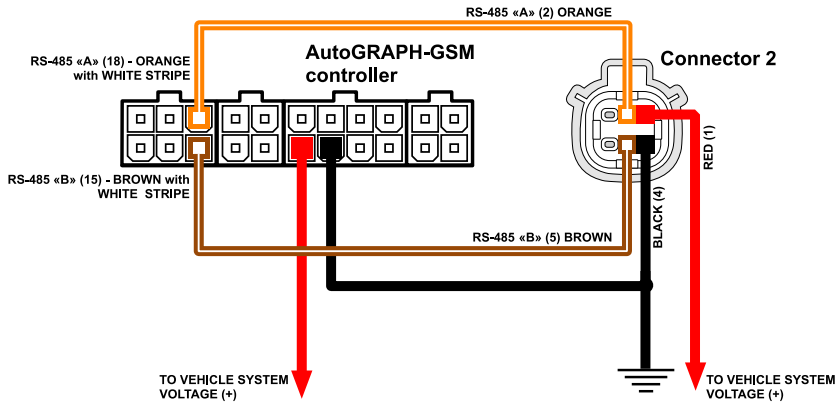 RS-485 «A» (2) ORANGE
RS-485 «A» (18) - ORANGE
with WHITE STRIPE
AutoGRAPH-GSM
controller
Connector 2
RED (1)
RS-485 «B» (15) - BROWN with
WHITE  STRIPE
BLACK (4)
RS-485 «B» (5) BROWN
TO VEHICLE SYSTEM
VOLTAGE (+)
TO VEHICLE SYSTEM
VOLTAGE (+)